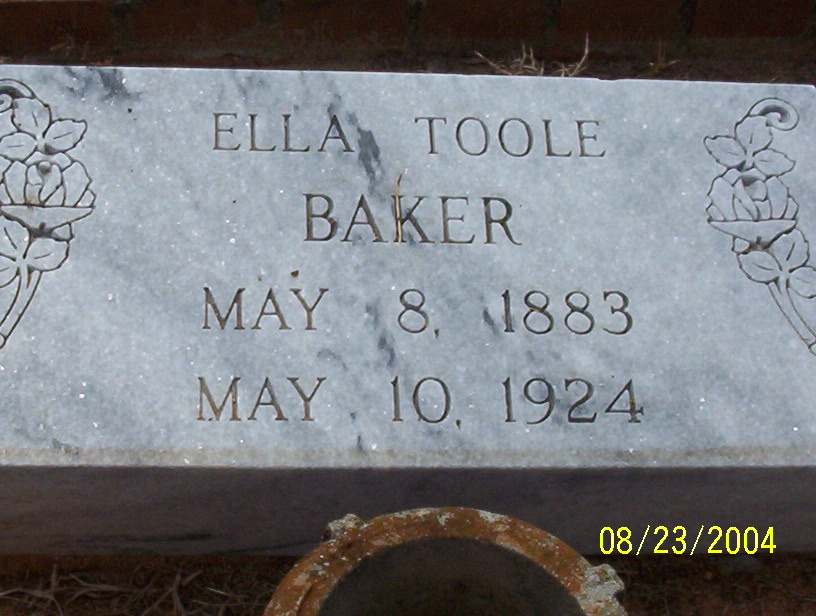 ELLA TOOLE
BAKER
MAY 8, 1883
MAY 10, 1924
08/23/2004